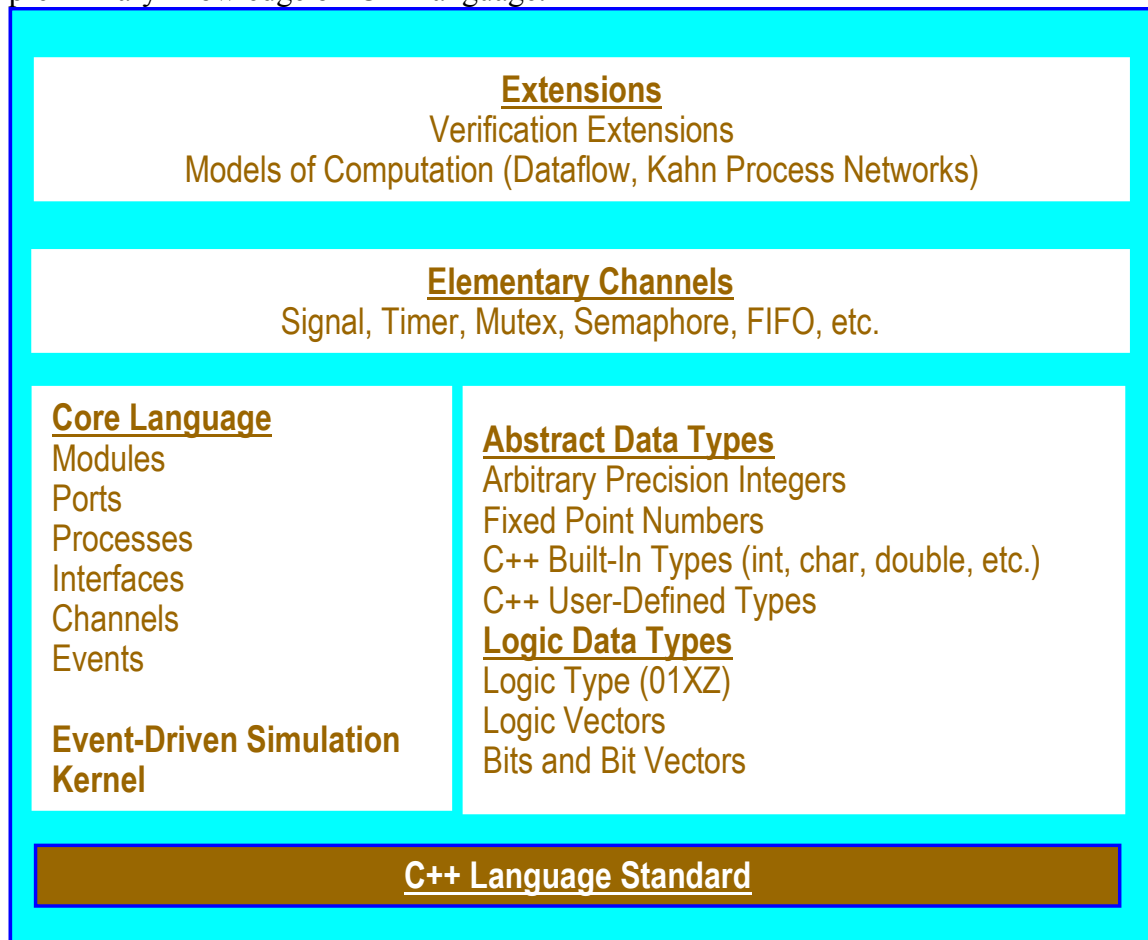 Extensions
Verification Extensions
Models of Computation (Dataflow, Kahn Process Networks)
Elementary Channels
Signal, Timer, Mutex, Semaphore, FIFO, etc.
Core Language
Modules
Ports
Processes
Interfaces
Channels
Events
Event-Driven Simulation
Kernel
Abstract Data Types
Arbitrary Precision Integers
Fixed Point Numbers
C++ Built-In Types (int, char, double, etc.)
C++ User-Defined Types
Logic Data Types
Logic Type (01XZ)
Logic Vectors
Bits and Bit Vectors
C++ Language Standard